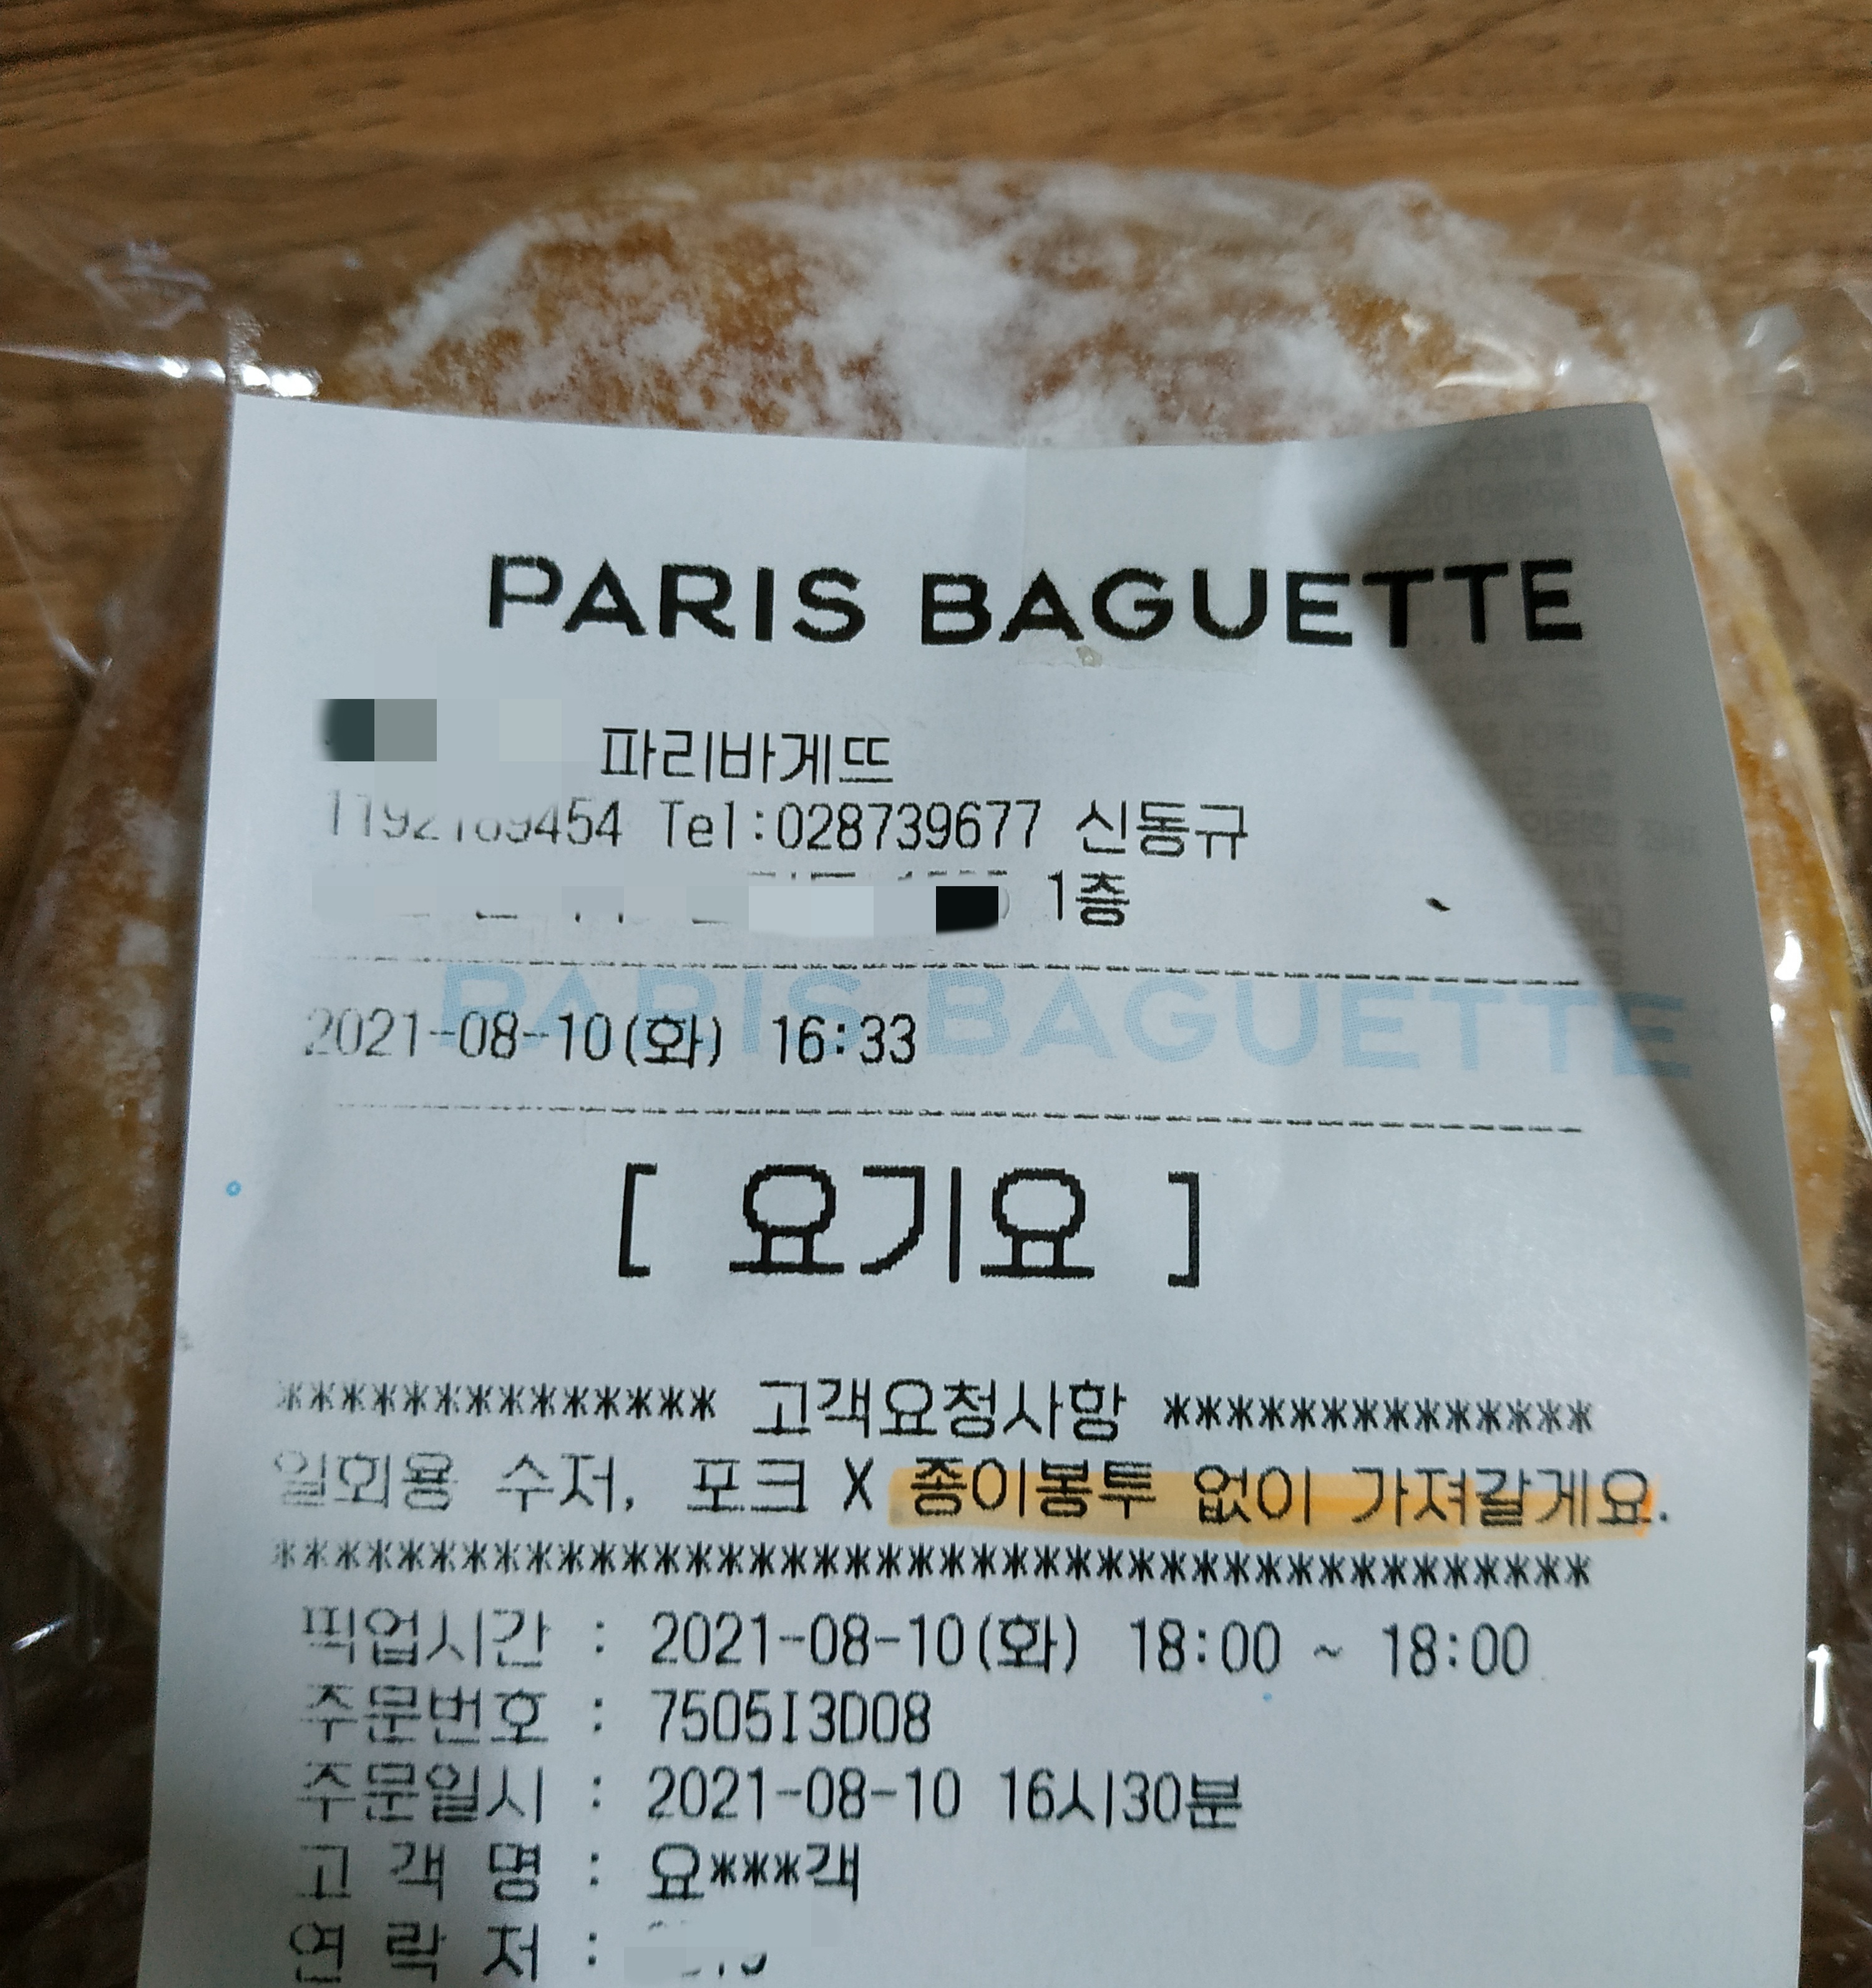 PARIS BAGUETTE
파리바게뜨
Tel:028739677 신동규
1층
PARIS BAGUETTE
2021-08-10(화) 16:33
[ 요기요 ]
************** 고객요청사항 **************
일회용 수저, 포크 X 종이봉투 없이 가져갈게요.
******************************************
픽업시간 : 2021-08-10(화) 18:00 ~ 18:00
주문번호 : 7505I3D08
주문일시 : 2021-08-10 16시30분
고 객 명 : 요***객
연 락 처 :